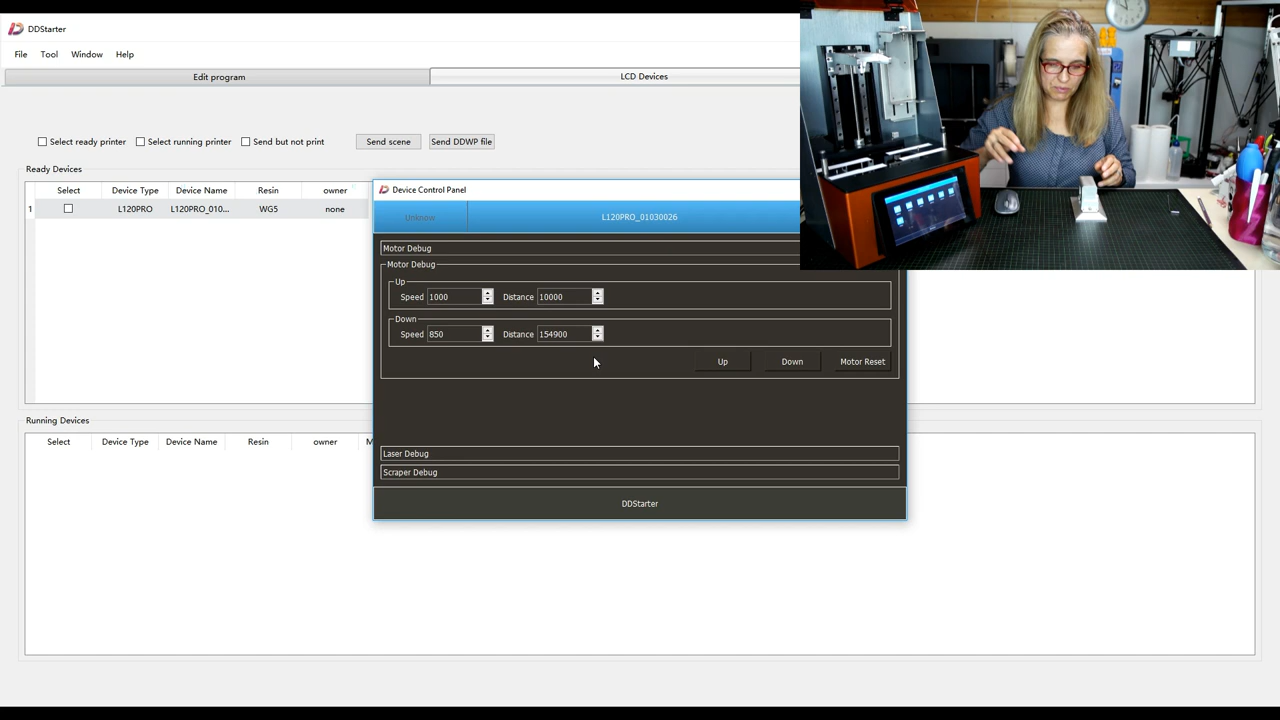 DDStarter
File Tool Window Help
Edit program LCD Devices
Select ready printer Select running printer Send but not print Send scene Send DDWP file
Ready Devices
Select Device Type Device Name Resin owner
1 L120PRO L120PRO_010... WG5 none
Device Control Panel
Unknow L120PRO_01030026
Motor Debug
Motor Debug
Up
Speed 1000 Distance 10000
Down
Speed 850 Distance 154900
Up Down Motor Reset
Running Devices
Select Device Type Device Name Resin owner M
Laser Debug
Scraper Debug
DDStarter